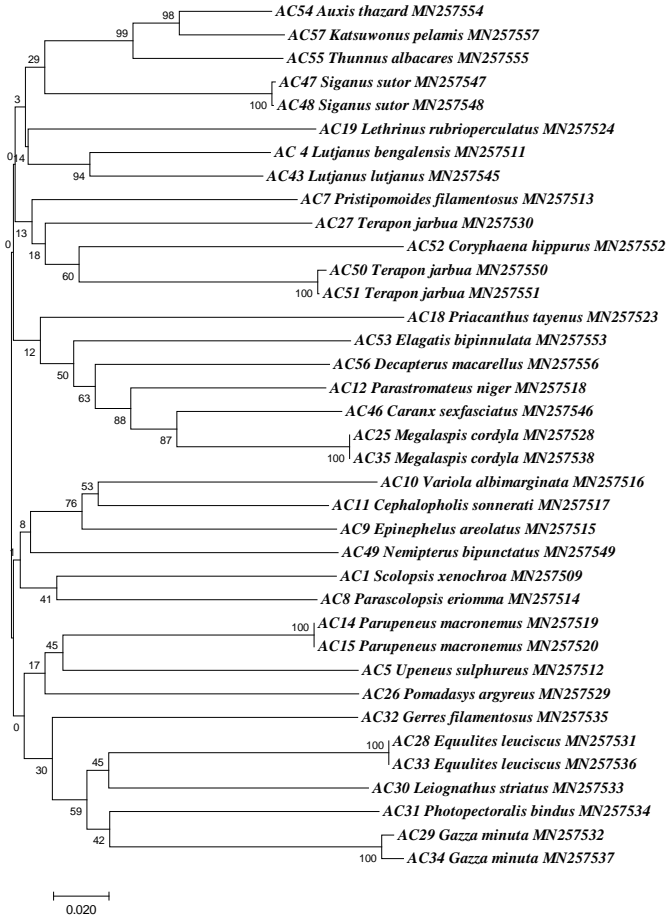 AC54 Auxis thazard MN257554
98
AC57 Katsuwonus pelamis MN257557
99
AC55 Thunnus albacares MN257555
29
AC47 Siganus sutor MN257547
100
AC48 Siganus sutor MN257548
3
AC19 Lethrinus rubrioperculatus MN257524
0
14
AC 4 Lutjanus bengalensis MN257511
94
AC43 Lutjanus lutjanus MN257545
AC7 Pristipomoides filamentosus MN257513
13
AC27 Terapon jarbua MN257530
0
18
AC52 Coryphaena hippurus MN257552
60
AC50 Terapon jarbua MN257550
100
AC51 Terapon jarbua MN257551
AC18 Priacanthus tayenus MN257523
12
AC53 Elagatis bipinnulata MN257553
50
AC56 Decapterus macarellus MN257556
63
AC12 Parastromateus niger MN257518
88
AC46 Caranx sexfasciatus MN257546
87
AC25 Megalaspis cordyla MN257528
100
AC35 Megalaspis cordyla MN257538
AC10 Variola albimarginata MN257516
53
76
AC11 Cephalopholis sonnerati MN257517
8
AC9 Epinephelus areolatus MN257515
1
AC49 Nemipterus bipunctatus MN257549
AC1 Scolopsis xenochroa MN257509
41
AC8 Parascolopsis eriomma MN257514
AC14 Parupeneus macronemus MN257519
100
AC15 Parupeneus macronemus MN257520
45
17
AC5 Upeneus sulphureus MN257512
AC26 Pomadasys argyreus MN257529
0
AC32 Gerres filamentosus MN257535
30
AC28 Equulites leuciscus MN257531
100
AC33 Equulites leuciscus MN257536
45
AC30 Leiognathus striatus MN257533
59
AC31 Photopectoralis bindus MN257534
42
AC29 Gazza minuta MN257532
100
AC34 Gazza minuta MN257537
0.020